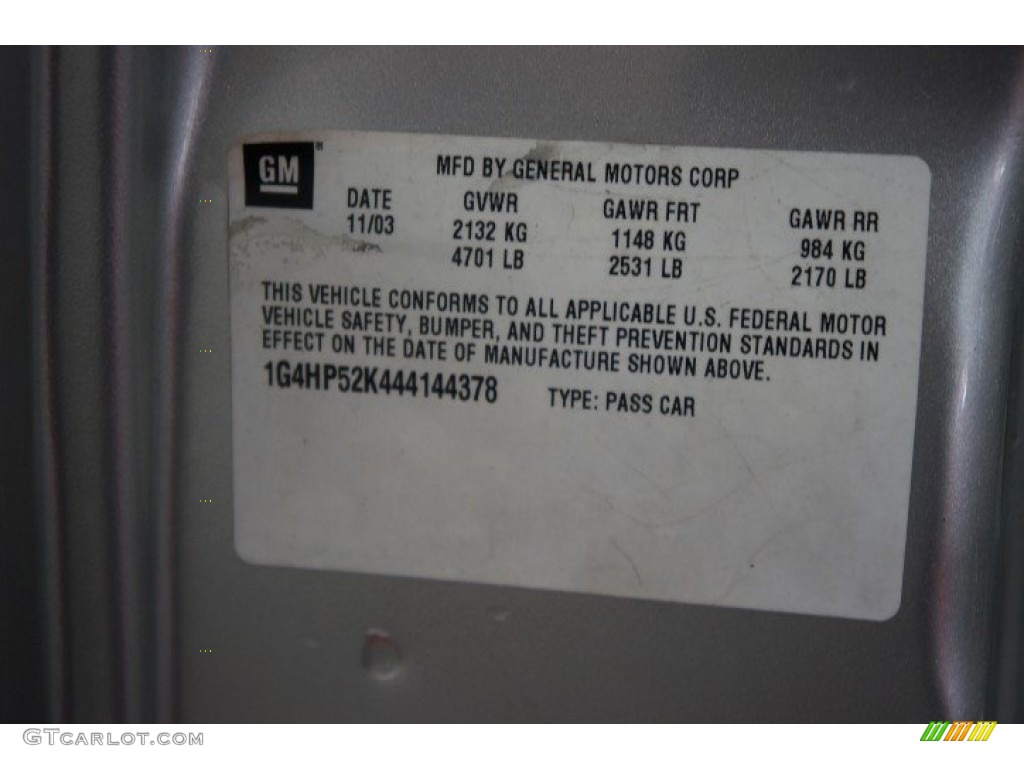 GM
MFD BY GENERAL MOTORS CORP
DATE GVWR GAWR FRT GAWR RR
11/03 2132 KG 1148 KG 984 KG
4701 LB 2531 LB 2170 LB
THIS VEHICLE CONFORMS TO ALL APPLICABLE U.S. FEDERAL MOTOR
VEHICLE SAFETY, BUMPER, AND THEFT PREVENTION STANDARDS IN
EFFECT ON THE DATE OF MANUFACTURE SHOWN ABOVE.
1G4HP52K444144378 TYPE: PASS CAR
GTCARLOT.COM